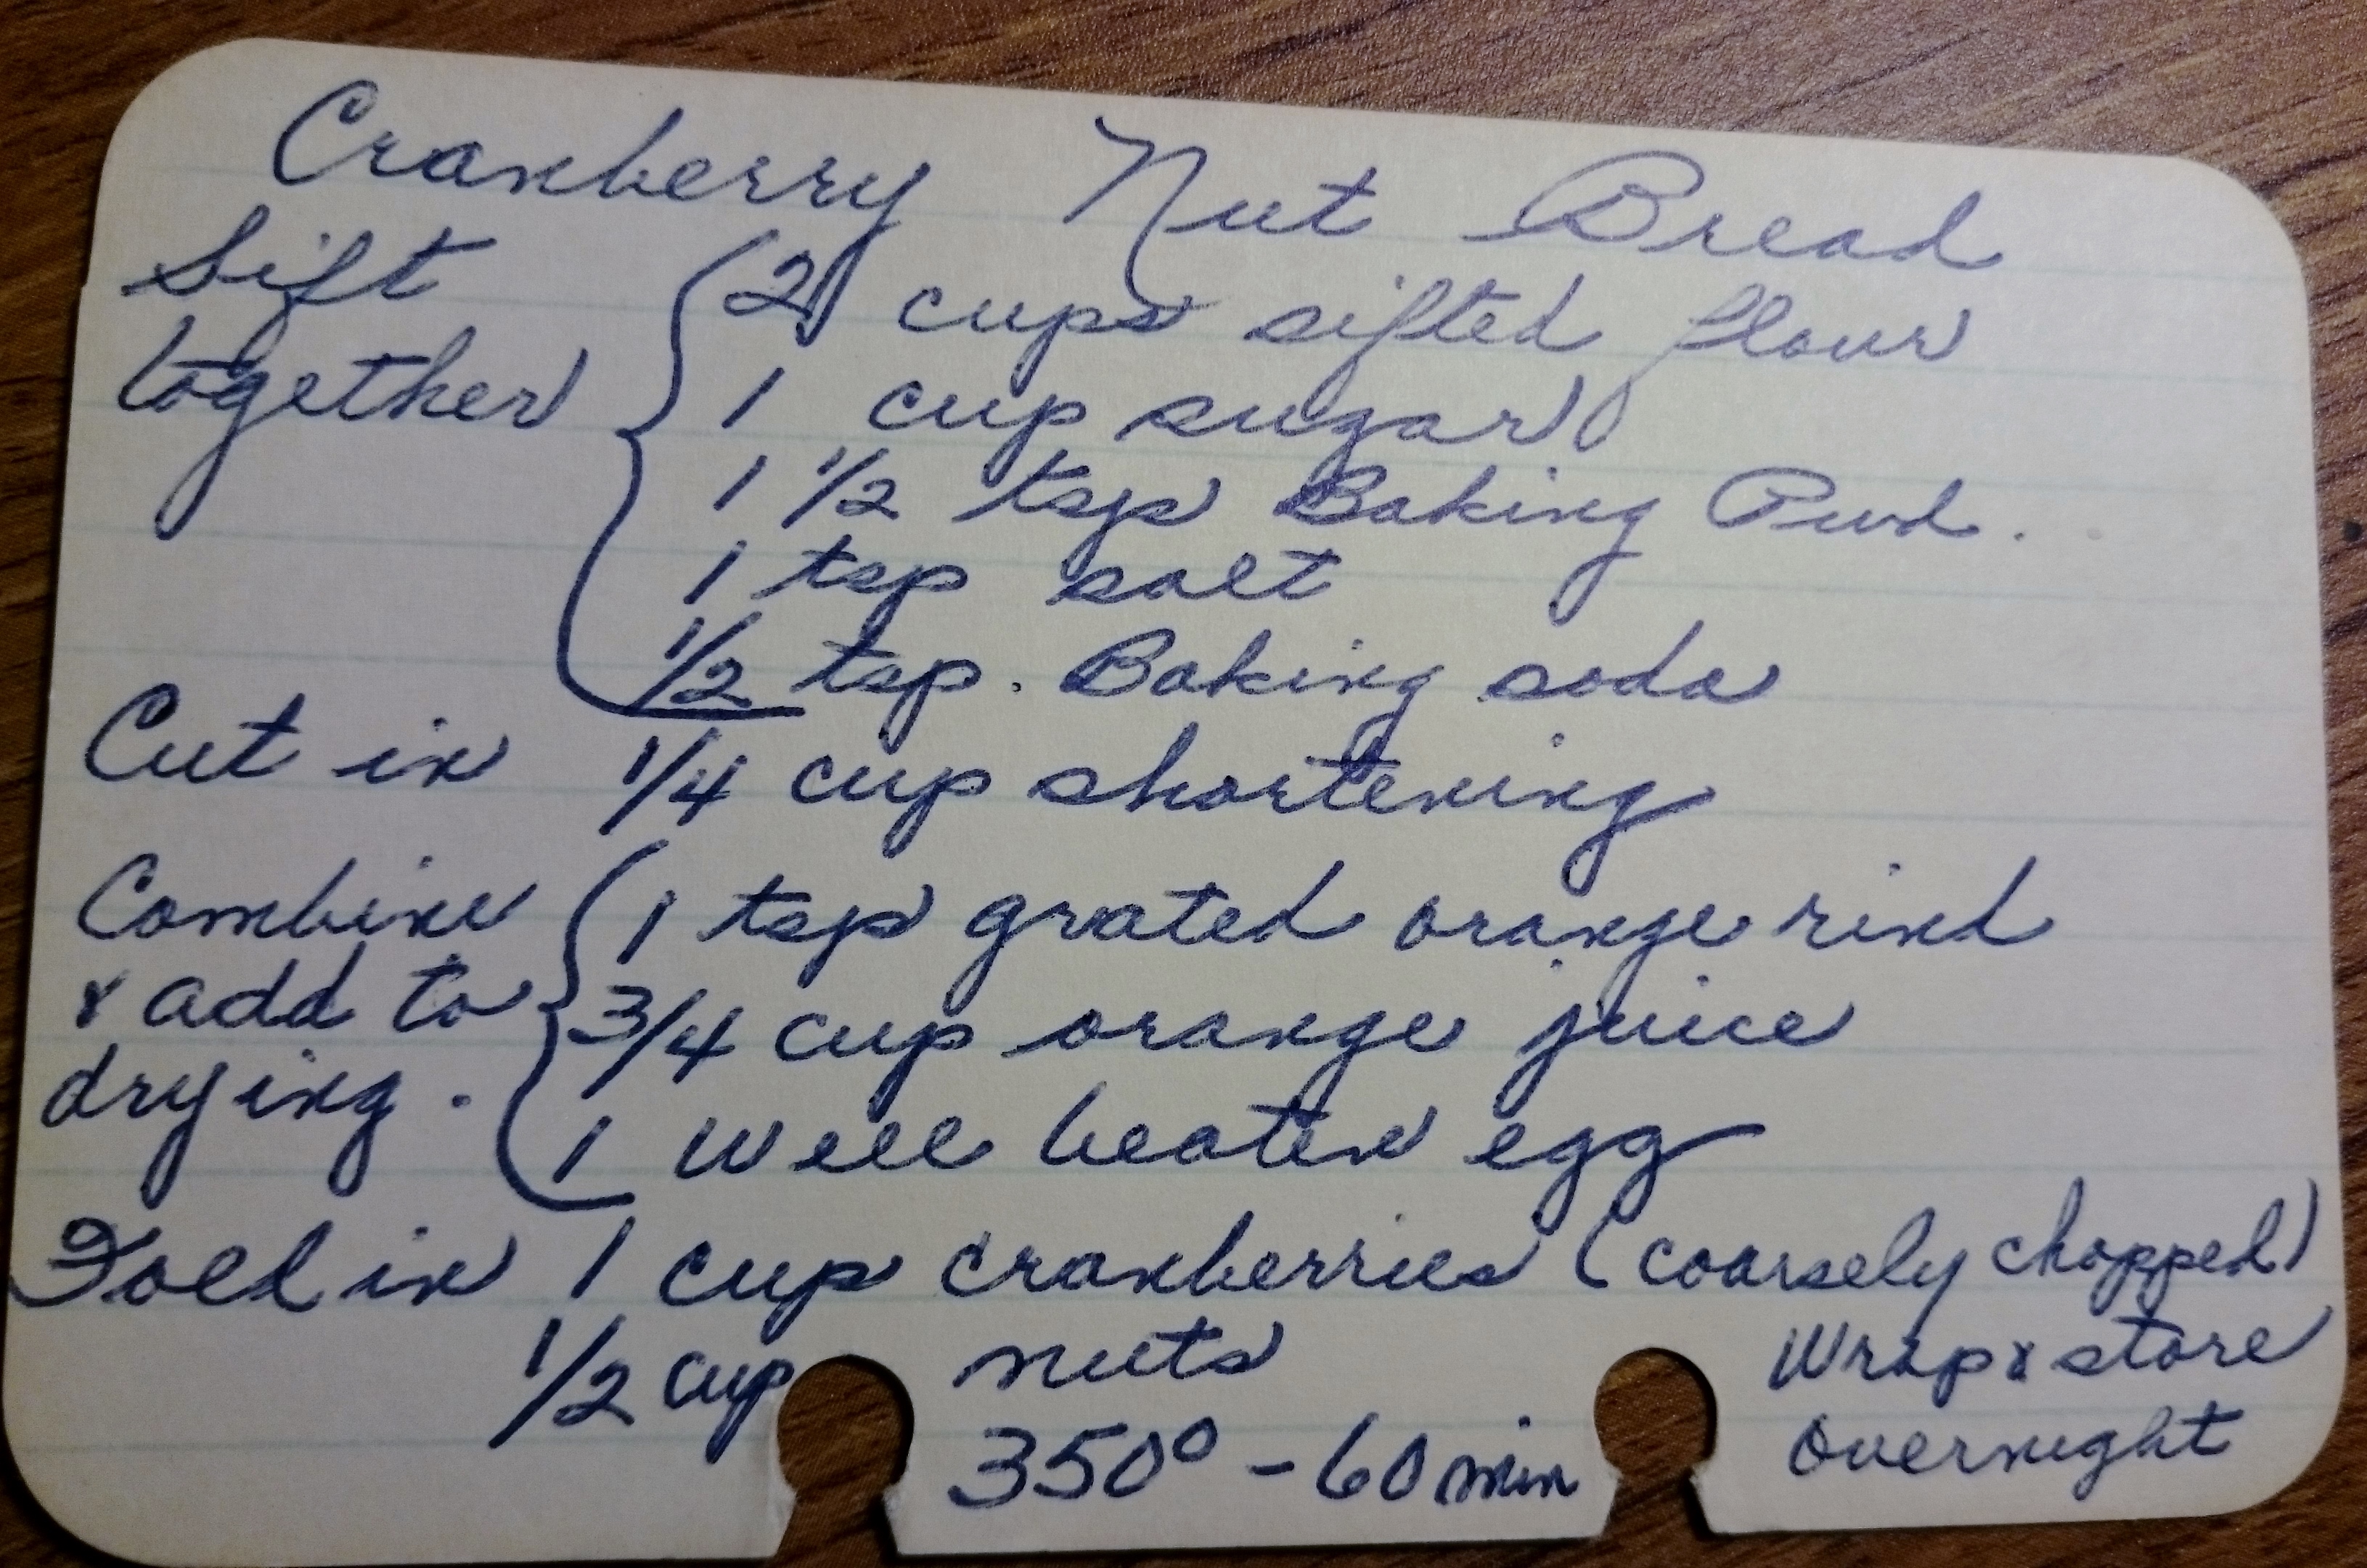 Cranberry Nut Bread
Sift { 2 cups sifted flour
together 1 cup sugar
1 1/2 tsp Baking Pwd.
1 tsp salt
1/2 tsp. Baking soda
Cut in 1/4 cup shortening
Combine { 1 tsp grated orange rind
& add to 3/4 cup orange juice
drying. 1 well beaten egg
Fold in 1 cup cranberries (coarsely chopped)
1/2 cup nuts Wrap & store
350° - 60 min overnight